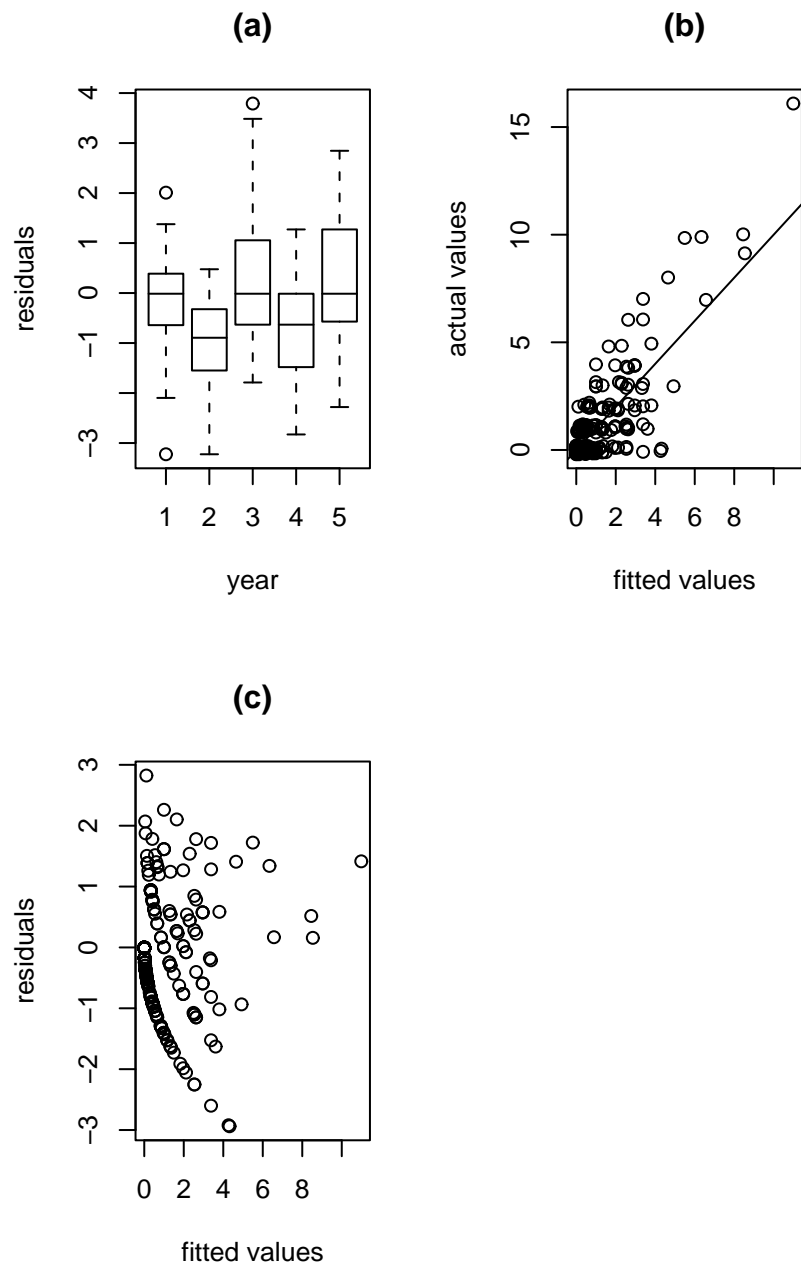 (a)
residuals
4
3
2
1
0
−1
−3
1 2 3 4 5
year
(b)
actual values
15
10
5
0
0 2 4 6 8
fitted values
(c)
residuals
3
2
1
0
−1
−2
−3
0 2 4 6 8
fitted values